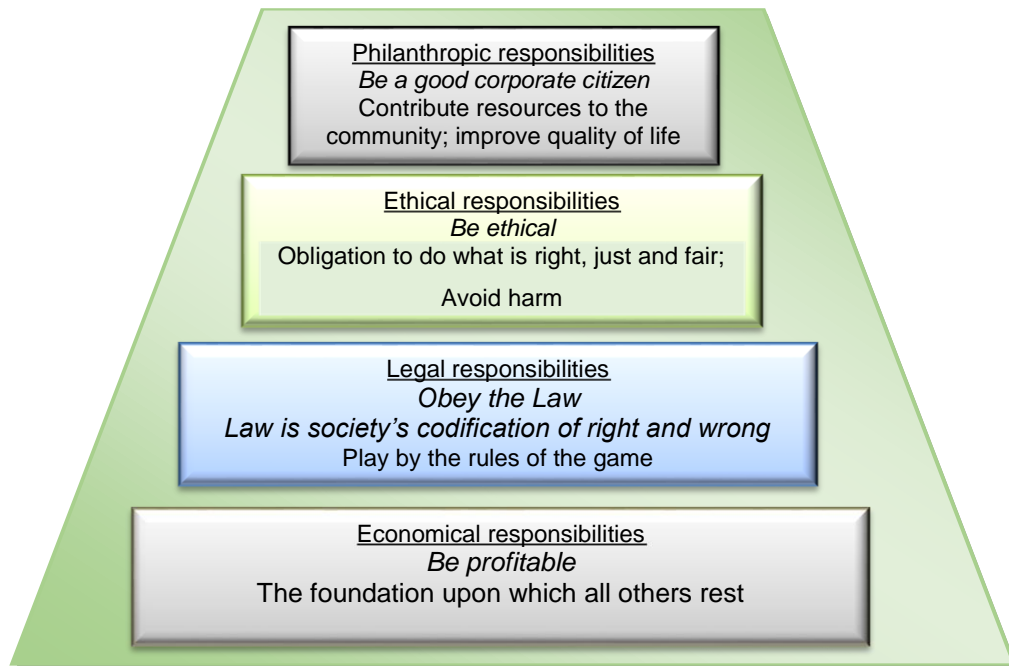 Philanthropic responsibilities
Be a good corporate citizen
Contribute resources to the
community; improve quality of life
Ethical responsibilities
Be ethical
Obligation to do what is right, just and fair;
Avoid harm
Legal responsibilities
Obey the Law
Law is society’s codification of right and wrong
Play by the rules of the game
Economical responsibilities
Be profitable
The foundation upon which all others rest